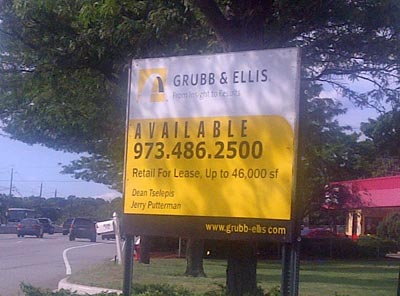 GRUBB & ELLIS
From Insight to Results
AVAILABLE
973.486.2500
Retail For Lease, Up to 46,000 sf
Dean Tselepis
Jerry Putterman
www.grubb-ellis.com